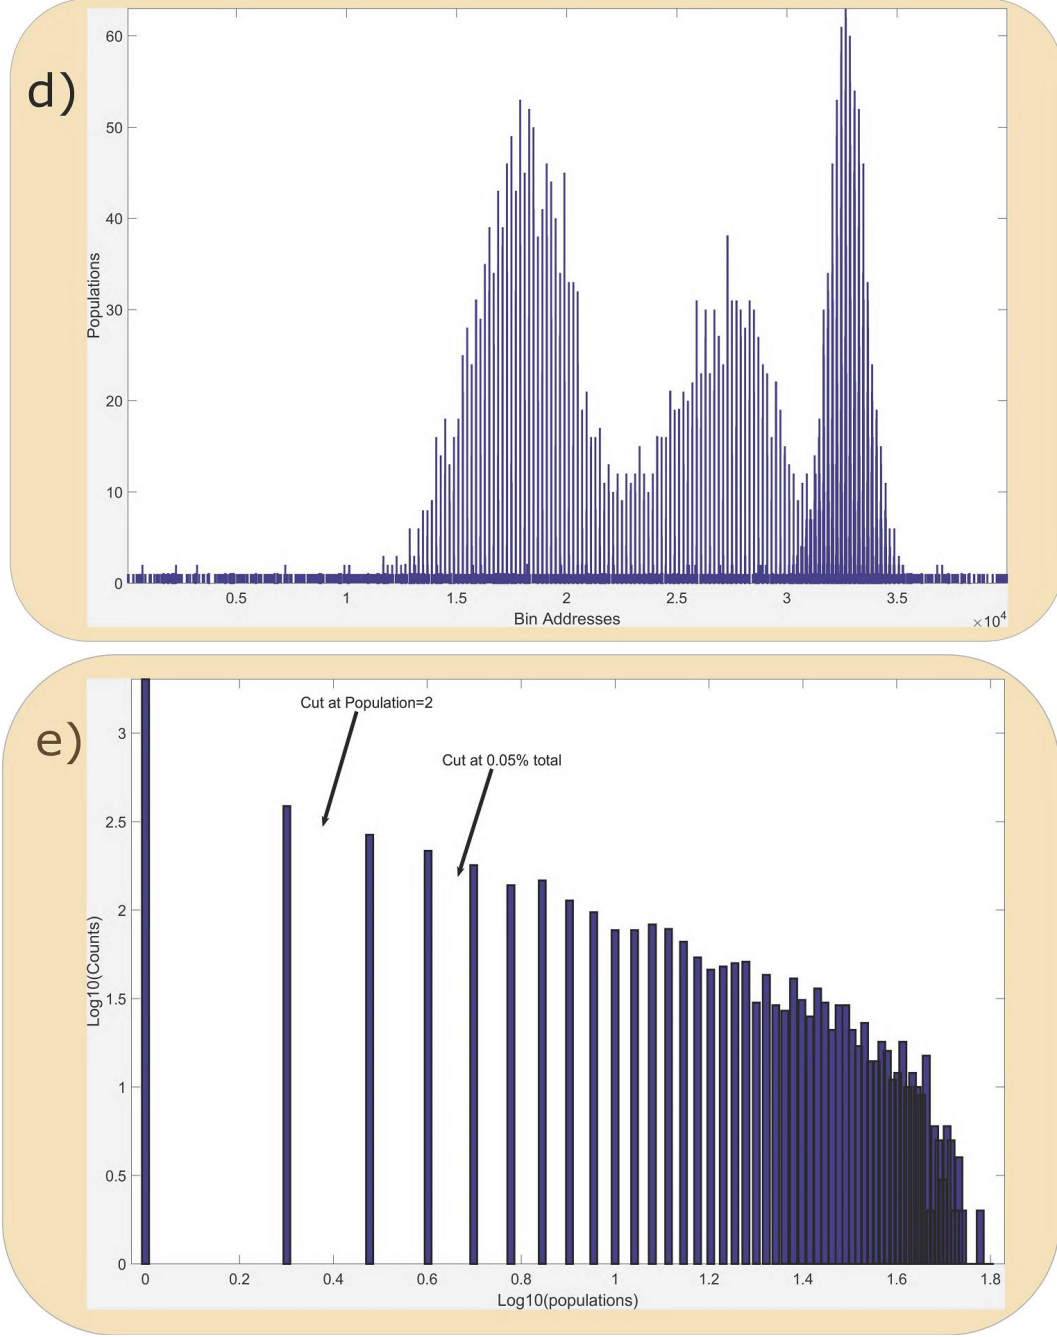 d)
60
50
40
30
20
10
0
Populations
0.5 1 1.5 2 2.5 3 3.5
Bin Addresses
×10⁴
e)
Cut at Population=2
Cut at 0.05% total
3
2.5
2
1.5
1
0.5
0
Log10(Counts)
0 0.2 0.4 0.6 0.8 1 1.2 1.4 1.6 1.8
Log10(populations)